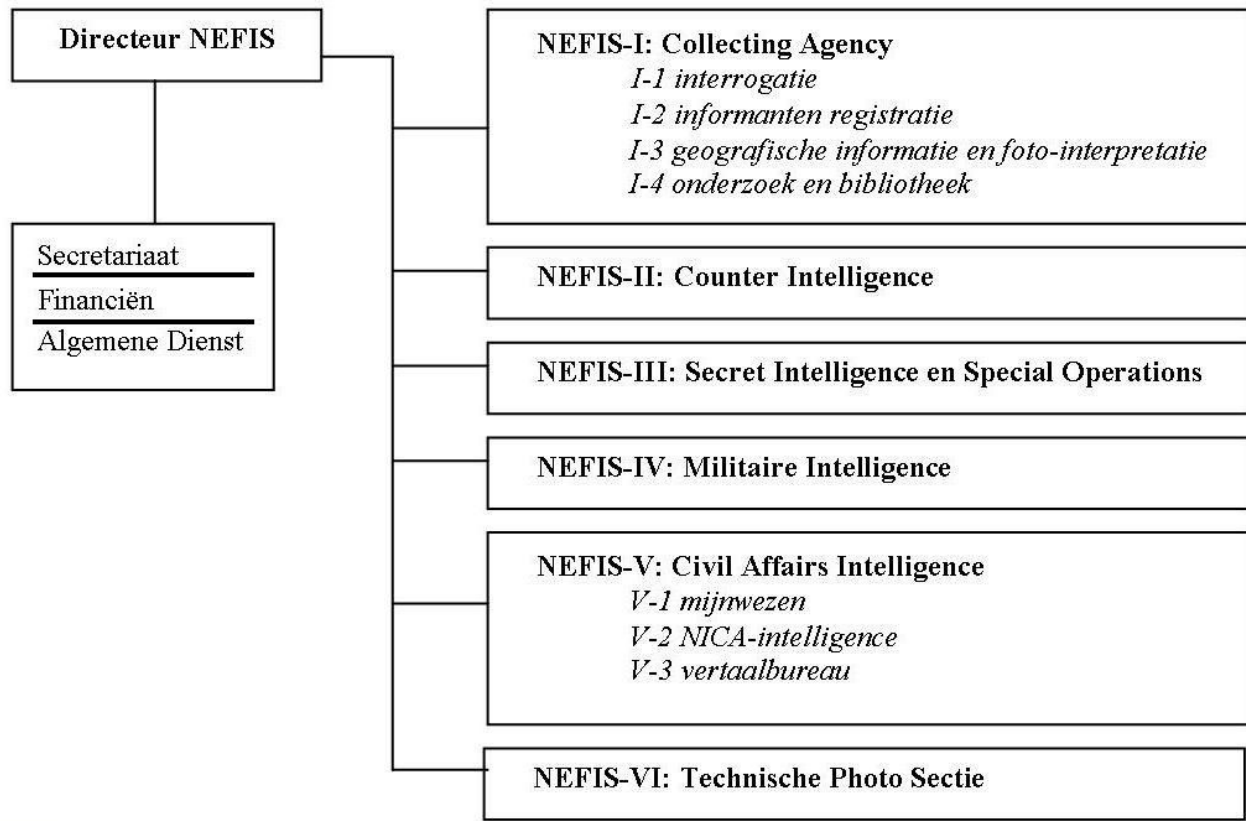 Directeur NEFIS
Secretariaat
Financiën
Algemene Dienst
NEFIS-I: Collecting Agency
I-1 interrogatie
I-2 informanten registratie
I-3 geografische informatie en foto-interpretatie
I-4 onderzoek en bibliotheek
NEFIS-II: Counter Intelligence
NEFIS-III: Secret Intelligence en Special Operations
NEFIS-IV: Militaire Intelligence
NEFIS-V: Civil Affairs Intelligence
V-1 mijnwezen
V-2 NICA-intelligence
V-3 vertaalbureau
NEFIS-VI: Technische Photo Sectie